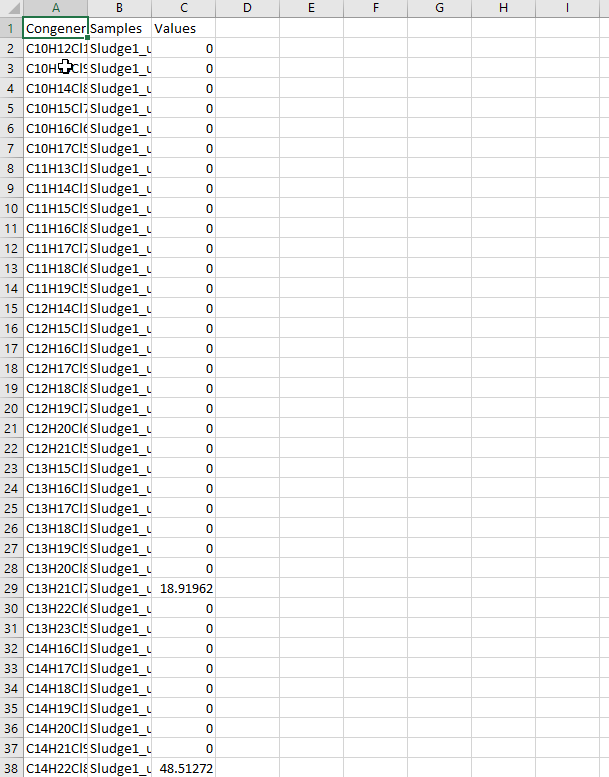 A B C D E F G H I
1 Congener Samples Values
2 C10H12Cl1 Sludge1_u 0
3 C10H Cl9 Sludge1_u 0
4 C10H14Cl8 Sludge1_u 0
5 C10H15Cl7 Sludge1_u 0
6 C10H16Cl6 Sludge1_u 0
7 C10H17Cl5 Sludge1_u 0
8 C11H13Cl1 Sludge1_u 0
9 C11H14Cl1 Sludge1_u 0
10 C11H15Cl9 Sludge1_u 0
11 C11H16Cl8 Sludge1_u 0
12 C11H17Cl7 Sludge1_u 0
13 C11H18Cl6 Sludge1_u 0
14 C11H19Cl5 Sludge1_u 0
15 C12H14Cl1 Sludge1_u 0
16 C12H15Cl1 Sludge1_u 0
17 C12H16Cl1 Sludge1_u 0
18 C12H17Cl9 Sludge1_u 0
19 C12H18Cl8 Sludge1_u 0
20 C12H19Cl7 Sludge1_u 0
21 C12H20Cl6 Sludge1_u 0
22 C12H21Cl5 Sludge1_u 0
23 C13H15Cl1 Sludge1_u 0
24 C13H16Cl1 Sludge1_u 0
25 C13H17Cl1 Sludge1_u 0
26 C13H18Cl1 Sludge1_u 0
27 C13H19Cl9 Sludge1_u 0
28 C13H20Cl8 Sludge1_u 0
29 C13H21Cl7 Sludge1_u 18.91962
30 C13H22Cl6 Sludge1_u 0
31 C13H23Cl5 Sludge1_u 0
32 C14H16Cl1 Sludge1_u 0
33 C14H17Cl1 Sludge1_u 0
34 C14H18Cl1 Sludge1_u 0
35 C14H19Cl1 Sludge1_u 0
36 C14H20Cl1 Sludge1_u 0
37 C14H21Cl9 Sludge1_u 0
38 C14H22Cl8 Sludge1_u 48.51272